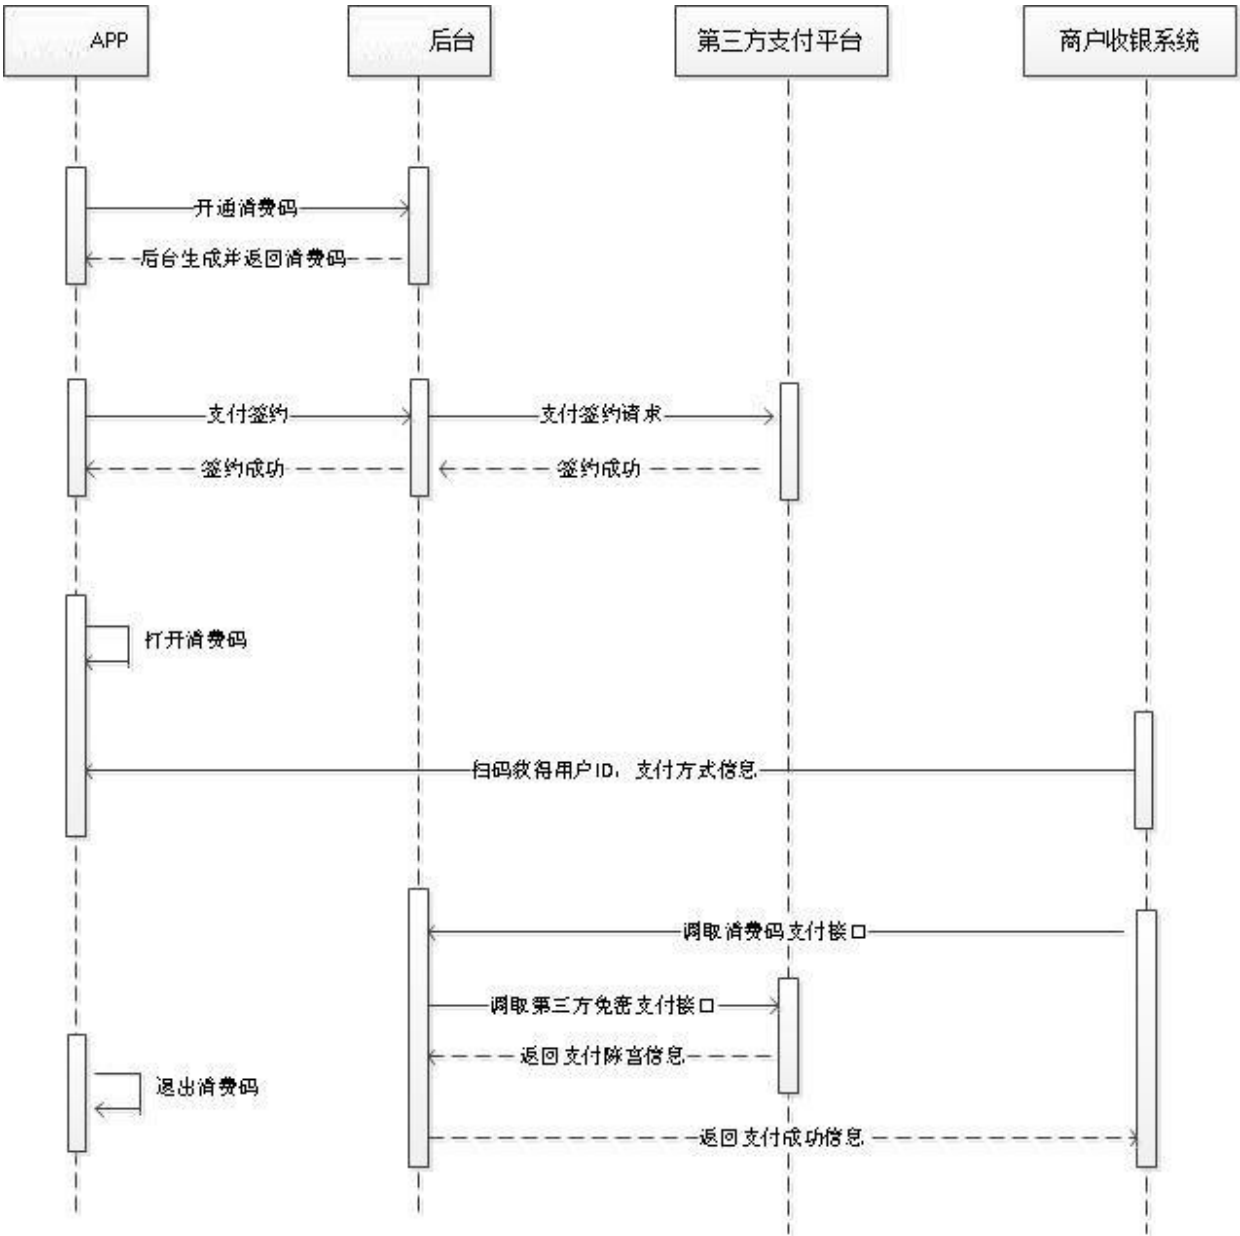 APP
后台
第三方支付平台
商户收银系统
开通消费码
后台生成并返回消费码
支付签约
支付签约请求
签约成功
签约成功
打开消费码
扫码获得用户ID，支付方式信息
调取消费码支付接口
调取第三方免密支付接口
返回支付账宫信息
退出消费码
返回支付成功信息